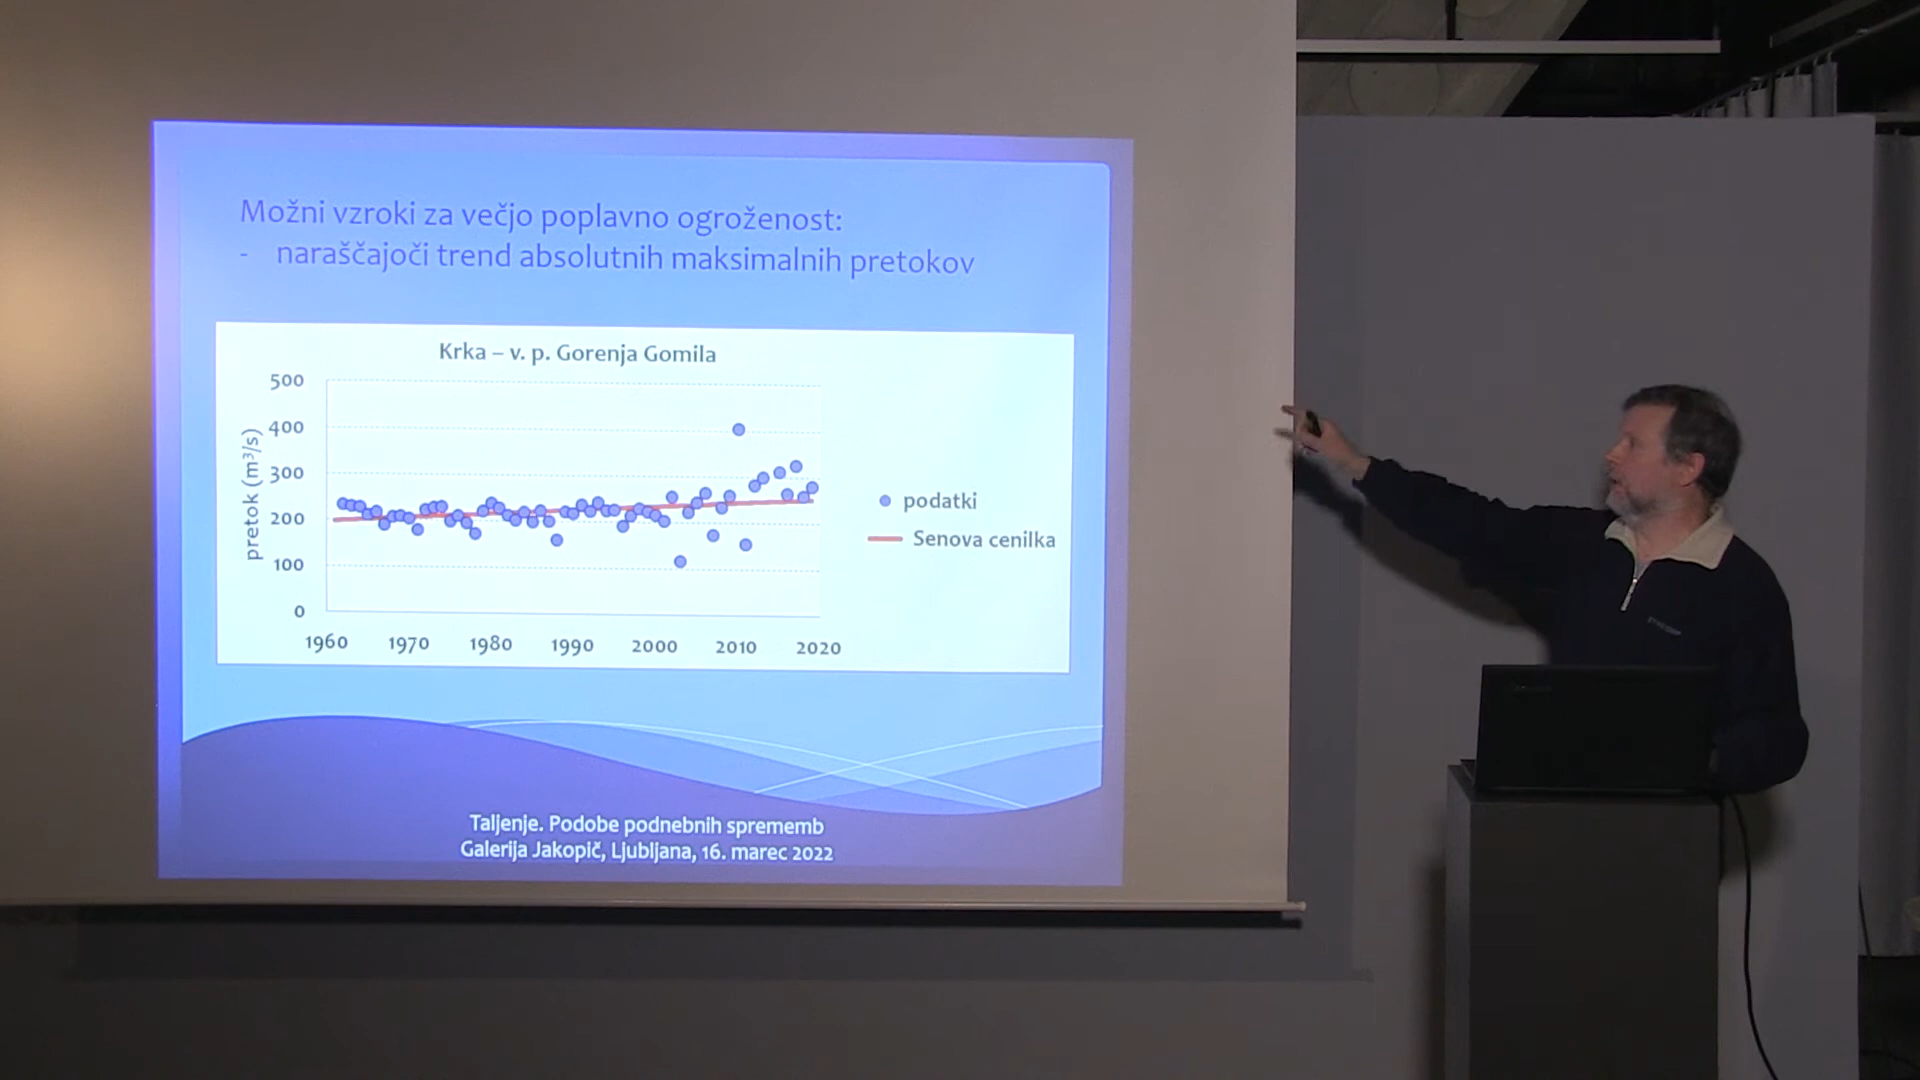 Možni vzroki za večjo poplavno ogroženost:
- naraščajoči trend absolutnih maksimalnih pretokov
Krka – v. p. Gorenja Gomila
pretok (m³/s)
500
400
300
200
100
0
1960 1970 1980 1990 2000 2010 2020
podatki
Senova cenilka
Taljenje. Podobe podnebnih sprememb
Galerija Jakopič, Ljubljana, 16. marec 2022